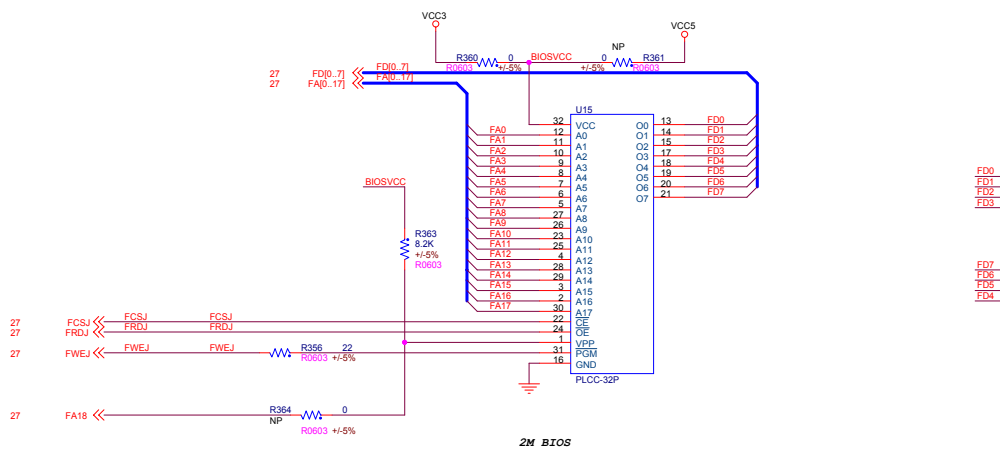 VCC3
VCC5
NP
R360 0 BIOSVCC 0 R361
R0603 +/-5% +/-5% R0603
27 FD[0..7] FD[0..7]
27 FA[0..17] FA[0..17]
U15
32 VCC O0 13 FD0
FA0 12 A0 O1 14 FD1
FA1 11 A1 O2 15 FD2
FA2 10 A2 O3 17 FD3
FA3 9 A3 O4 18 FD4
FA4 8 A4 O5 19 FD5
FA5 7 A5 O6 20 FD6
FA6 6 A6 O7 21 FD7
FA7 5 A7
FA8 27 A8
FA9 26 A9
FA10 23 A10
FA11 25 A11
FA12 4 A12
FA13 28 A13
FA14 29 A14
FA15 3 A15
FA16 2 A16
FA17 30 A17
BIOSVCC
R363
8.2K
+/-5%
R0603
27 FCSJ FCSJ FCSJ 22 CE
27 FRDJ FRDJ FRDJ 24 OE
1 VPP
27 FWEJ FWEJ FWEJ R356 22 31 PGM
R0603 +/-5%
16 GND
PLCC-32P
27 FA18 R364 0
NP
R0603 +/-5%
2M BIOS
FD0
FD1
FD2
FD3
FD7
FD6
FD5
FD4